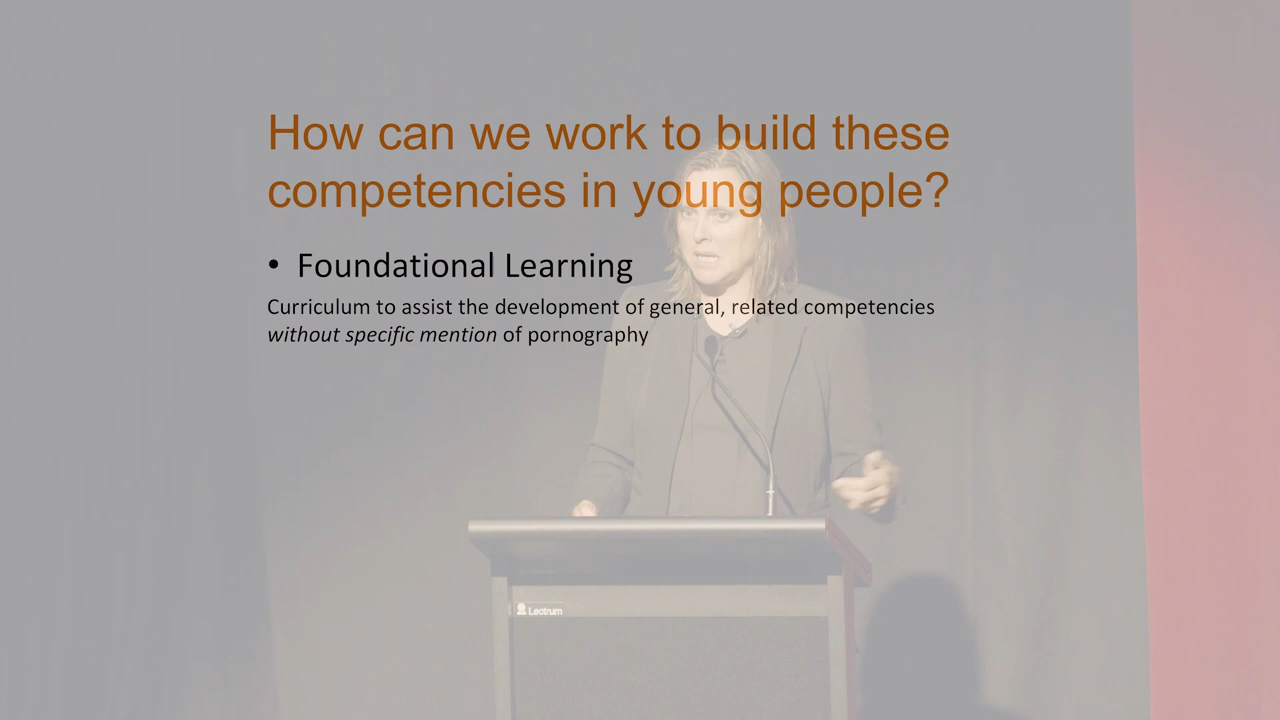 How can we work to build these
competencies in young people?
• Foundational Learning
Curriculum to assist the development of general, related competencies
without specific mention of pornography
Lectrum